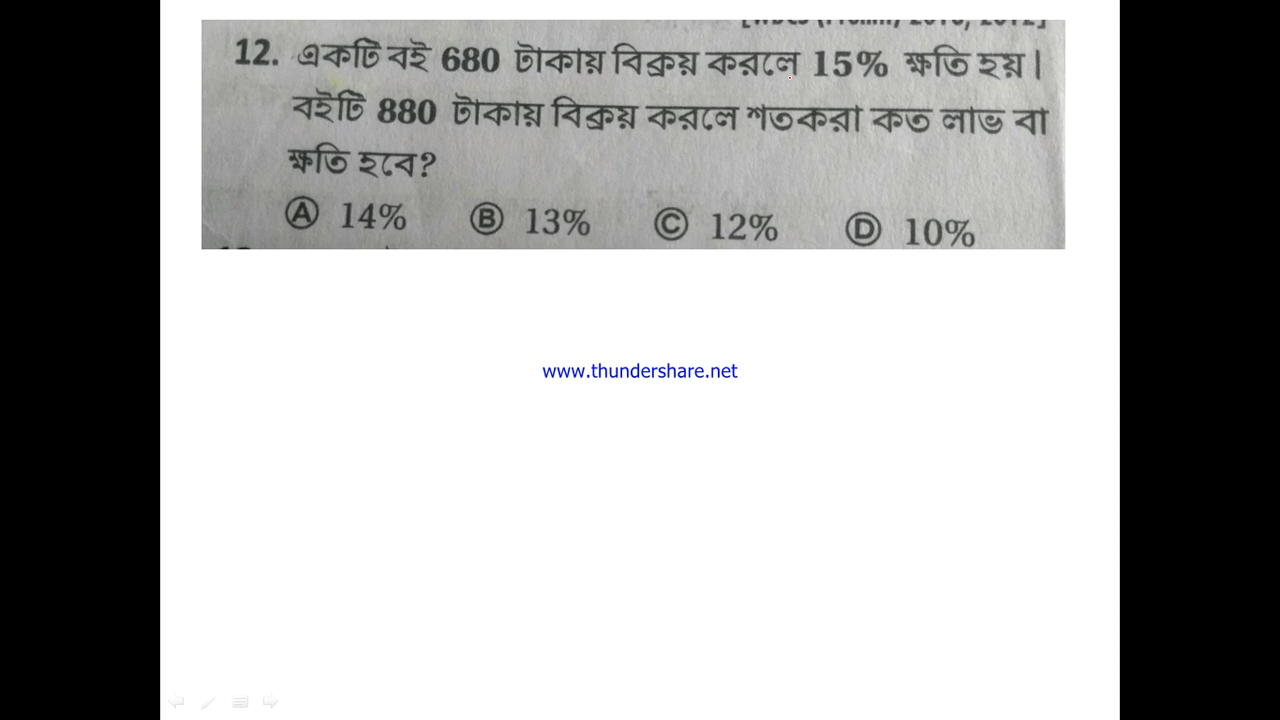 12. একটি বই 680 টাকায় বিক্রয় করলে 15% ক্ষতি হয়।
বইটি 880 টাকায় বিক্রয় করলে শতকরা কত লাভ বা
ক্ষতি হবে?
Ⓐ 14% Ⓑ 13% Ⓒ 12% Ⓓ 10%
www.thundershare.net